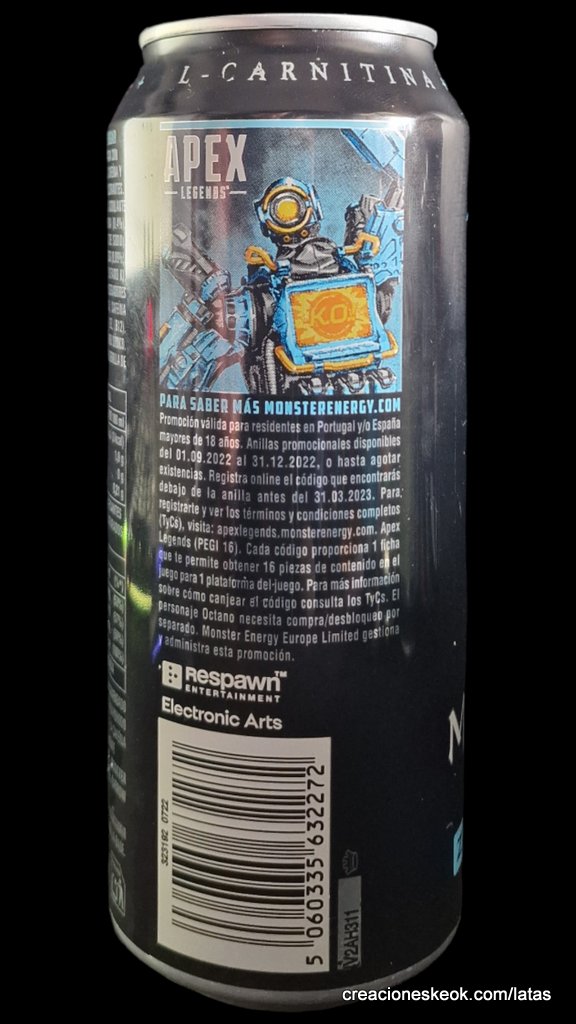 L-CARNITINA
APEX
LEGENDS™
K.O.
PARA SABER MÁS MONSTERENERGY.COM
Promoción válida para residentes en Portugal y/o España
mayores de 18 años. Anillas promocionales disponibles
del 01.09.2022 al 31.12.2022, o hasta agotar
existencias. Registra online el código que encontrarás
debajo de la anilla antes del 31.03.2023. Para
registrarte y ver los términos y condiciones completos
(TyCs), visita: apexlegends.monsterenergy.com. Apex
Legends (PEGI 16). Cada código proporciona 1 ficha
que te permite obtener 16 piezas de contenido en el
juego para 1 plataforma del juego. Para más información
sobre cómo canjear el código consulta los TyCs. El
personaje Octano necesita compra/desbloqueo por
separado. Monster Energy Europe Limited gestiona
y administra esta promoción.
Respawn™
ENTERTAINMENT
Electronic Arts
323192 0722
5 060335 632272
IV2AH311
M
creacioneskeok.com/latas